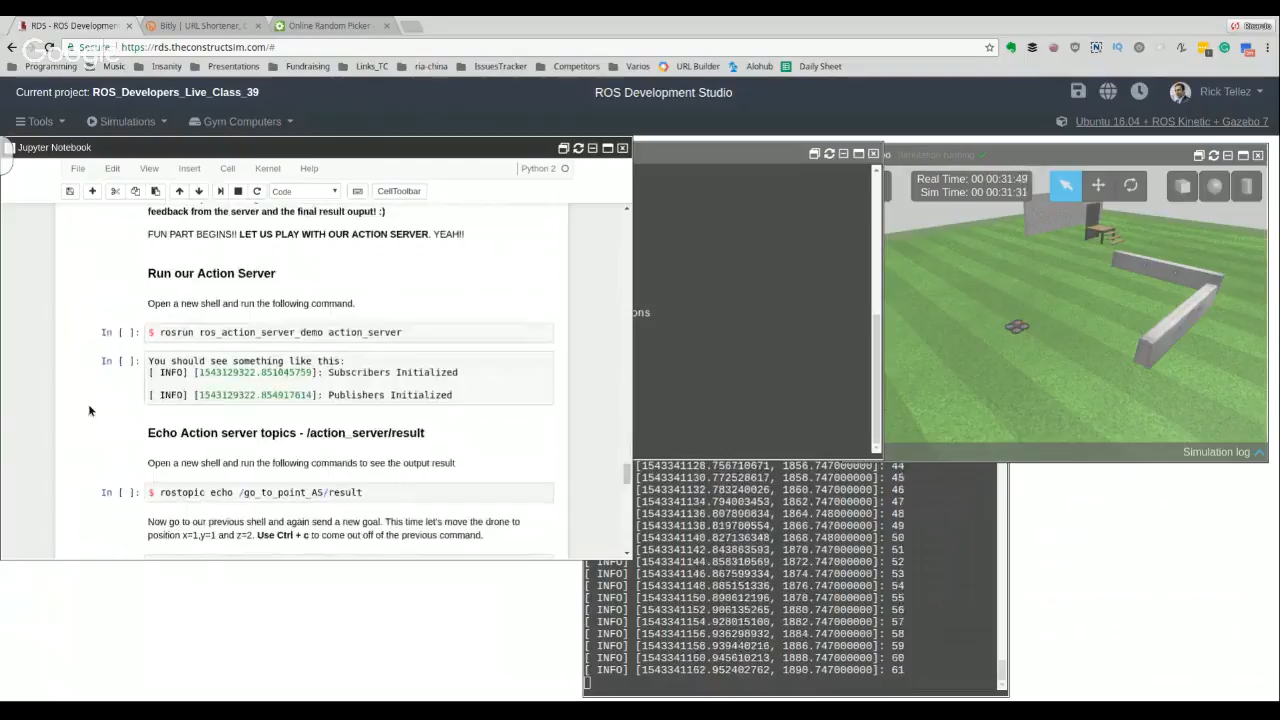 RDS - ROS Developmen
Bitly | URL Shortener, C
Online Random Picker -
Ricardo
Google
Secure
https://rds.theconstructsim.com/#
Programming
Music
Insanity
Presentations
Fundraising
Links_TC
ria-china
IssuesTracker
Competitors
Varios
URL Builder
Alohub
Daily Sheet
Current project: ROS_Developers_Live_Class_39
ROS Development Studio
Rick Tellez
Tools
Simulations
Gym Computers
Ubuntu 16.04 + ROS Kinetic + Gazebo 7
Jupyter Notebook
File Edit View Insert Cell Kernel Help
Python 2
Code
CellToolbar
feedback from the server and the final result ouput! :)
FUN PART BEGINS!! LET US PLAY WITH OUR ACTION SERVER. YEAH!!
Run our Action Server
Open a new shell and run the following command.
In [ ]: $ rosrun ros_action_server_demo action_server
In [ ]: You should see something like this:
[ INFO] [1543129322.851045759]: Subscribers Initialized
[ INFO] [1543129322.854917614]: Publishers Initialized
Echo Action server topics - /action_server/result
Open a new shell and run the following commands to see the output result
In [ ]: $ rostopic echo /go_to_point_AS/result
Now go to our previous shell and again send a new goal. This time let's move the drone to
position x=1,y=1 and z=2. Use Ctrl + c to come out off of the previous command.
ons
Simulation running
Real Time: 00 00:31:49
Sim Time: 00 00:31:31
Simulation log
[1543341128.756710671, 1856.747000000]: 44
[1543341130.772528617, 1858.747000000]: 45
[1543341132.783240026, 1860.747000000]: 46
[1543341134.794003453, 1862.747000000]: 47
[1543341136.807890834, 1864.748000000]: 48
[1543341138.819780554, 1866.748000000]: 49
[1543341140.827136348, 1868.748000000]: 50
[1543341142.843863593, 1870.747000000]: 51
[ INFO] [1543341144.858310569, 1872.747000000]: 52
[ INFO] [1543341146.867599334, 1874.747000000]: 53
[ INFO] [1543341148.885151336, 1876.747000000]: 54
[ INFO] [1543341150.898612196, 1878.747000000]: 55
[ INFO] [1543341152.906135265, 1880.747000000]: 56
[ INFO] [1543341154.928015100, 1882.747000000]: 57
[ INFO] [1543341156.936298932, 1884.747000000]: 58
[ INFO] [1543341158.939440216, 1886.747000000]: 59
[ INFO] [1543341160.945610213, 1888.747000000]: 60
[ INFO] [1543341162.952402762, 1890.747000000]: 61